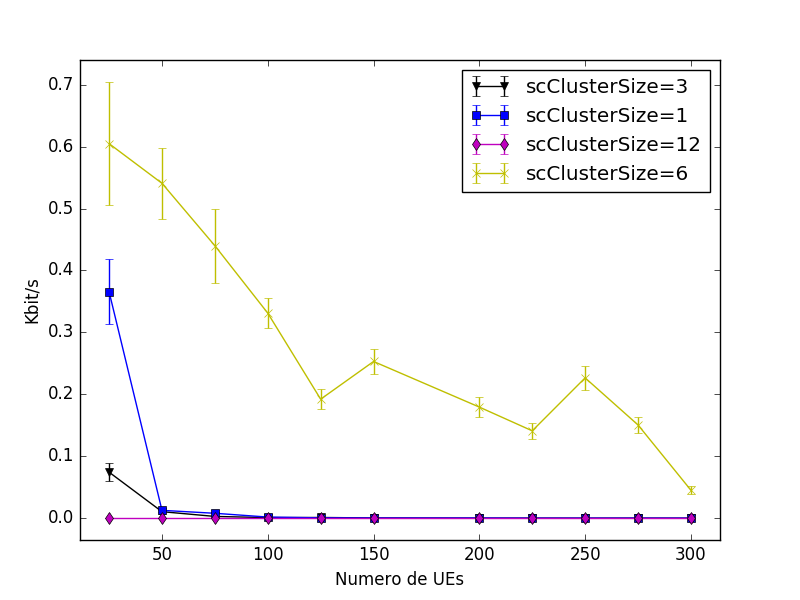 0.7
0.6
0.5
0.4
0.3
0.2
0.1
0.0
Kbit/s
scClusterSize=3
scClusterSize=1
scClusterSize=12
scClusterSize=6
50
100
150
200
250
300
Numero de UEs